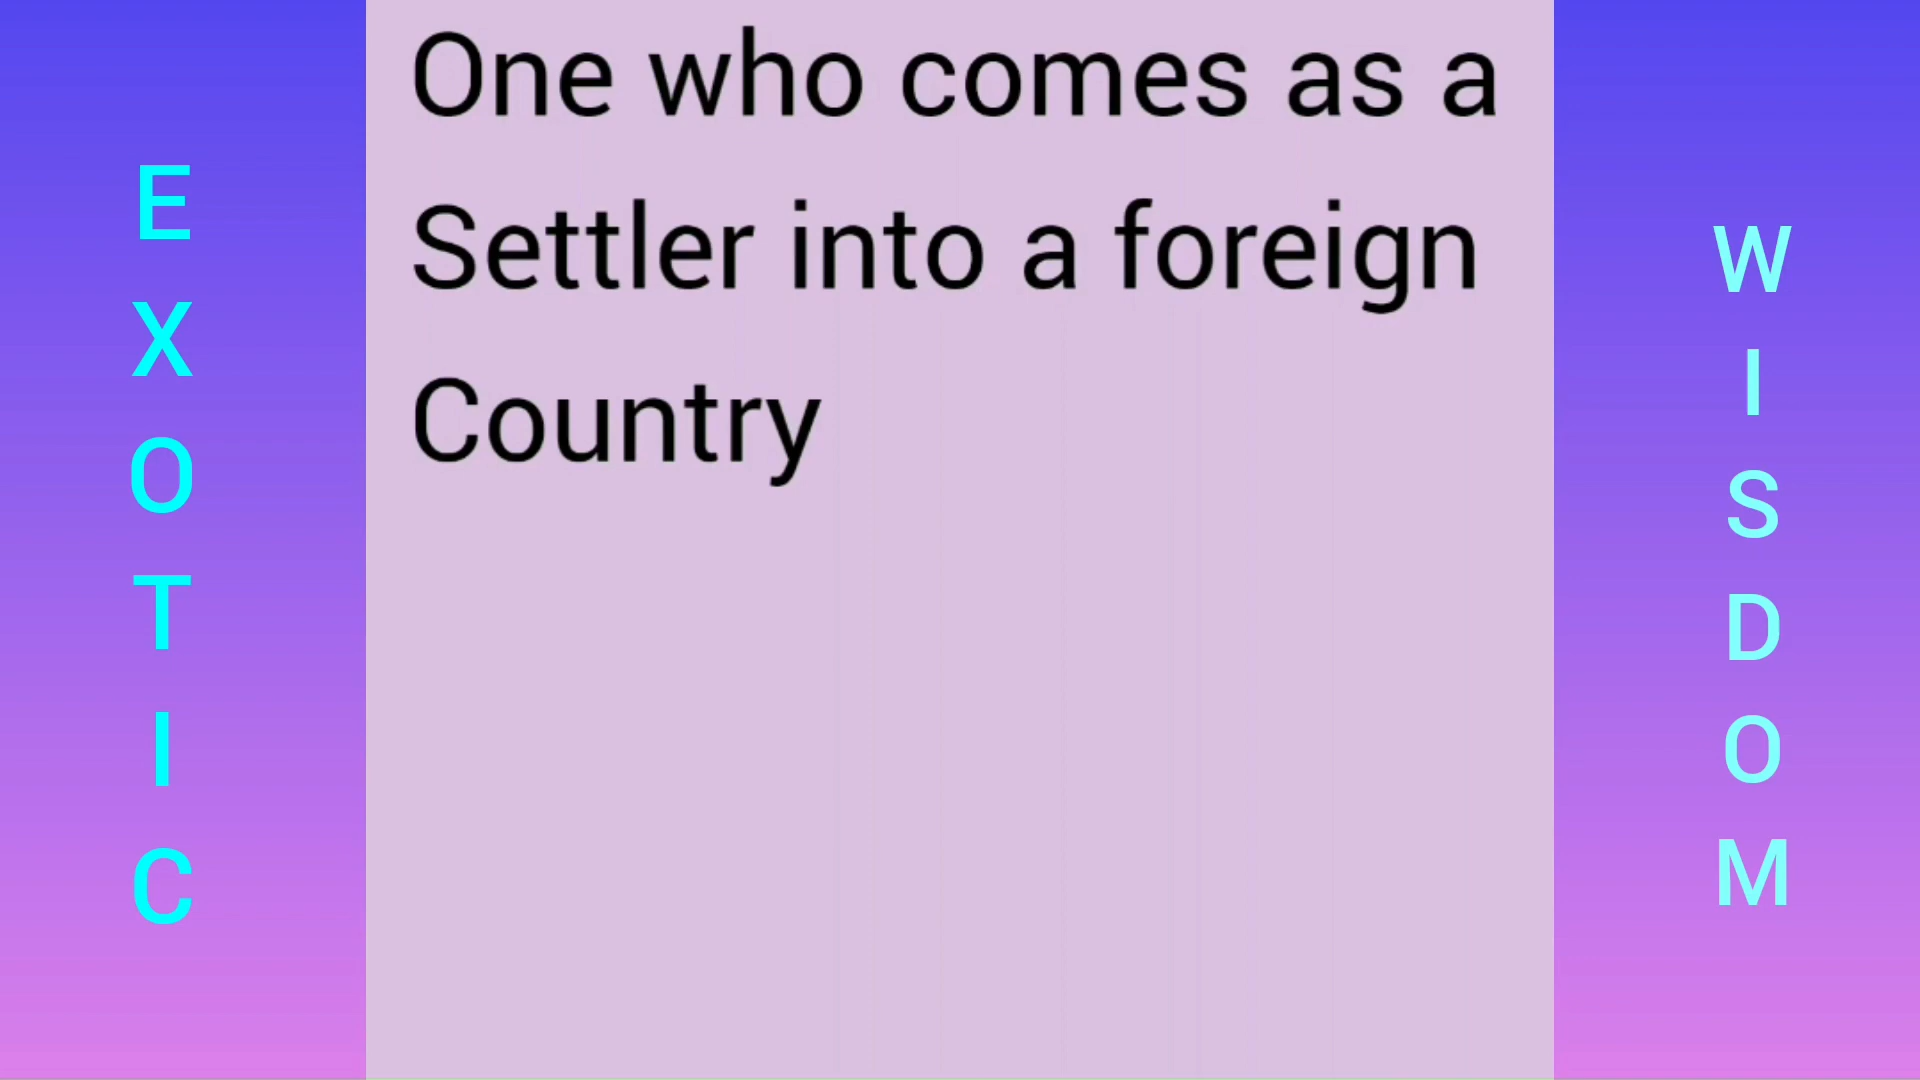 EXOTIC
One who comes as a
Settler into a foreign
Country
WISDOM